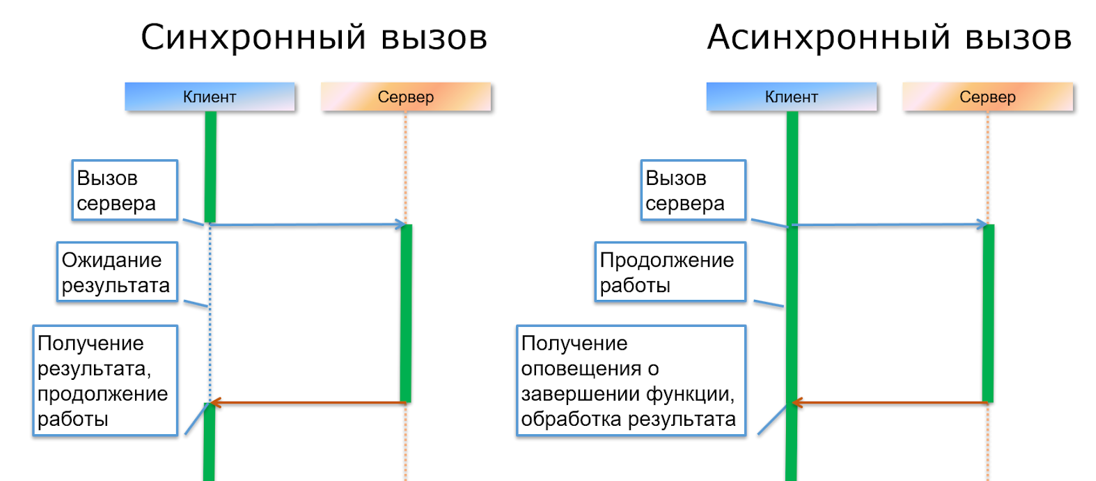 Синхронный вызов
Клиент
Сервер
Вызов
сервера
Ожидание
результата
Получение
результата,
продолжение
работы
Асинхронный вызов
Клиент
Сервер
Вызов
сервера
Продолжение
работы
Получение
оповещения о
завершении функции,
обработка результата